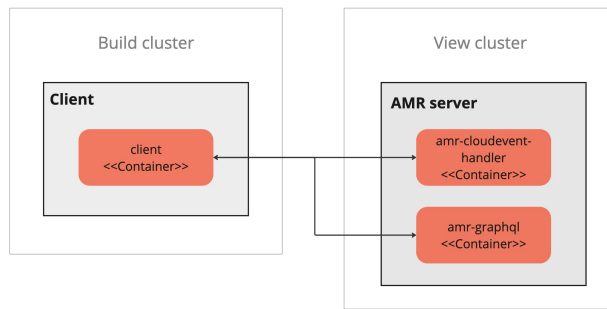 Build cluster
Client
client
<<Container>>
View cluster
AMR server
amr-cloudevent-
handler
<<Container>>
amr-graphql
<<Container>>